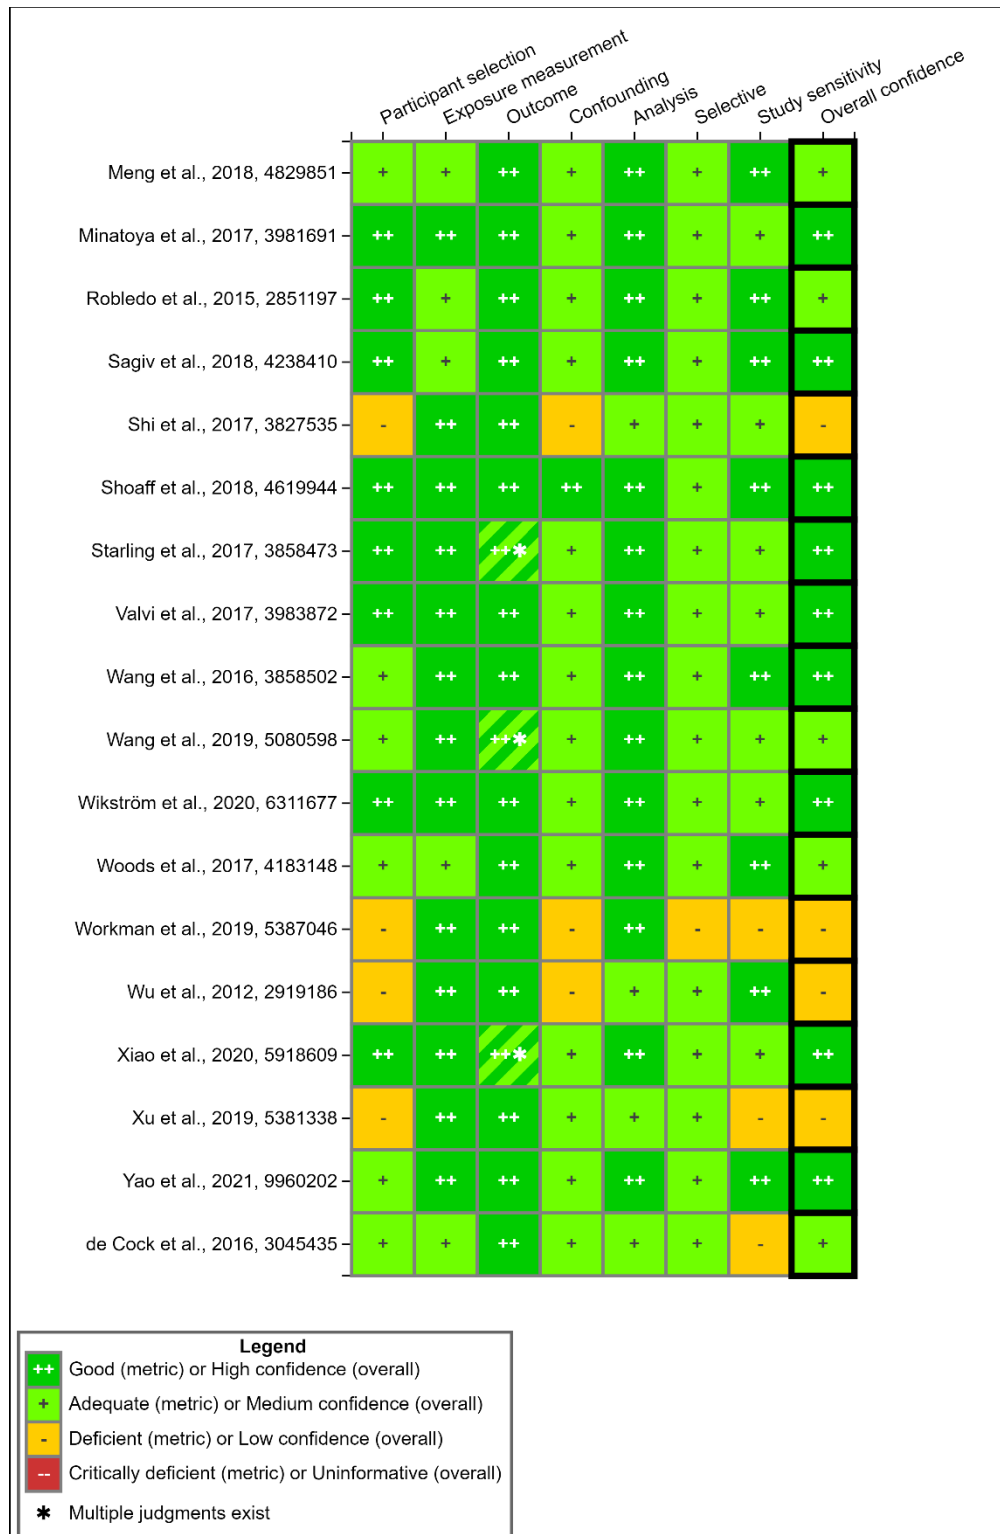 Participant selection
Exposure measurement
Outcome
Confounding
Analysis
Selective
Study sensitivity
Overall confidence
Meng et al., 2018, 4829851 + + ++ + ++ + ++ +
Minatoya et al., 2017, 3981691 ++ ++ ++ + ++ + + ++
Robledo et al., 2015, 2851197 ++ + ++ + ++ + ++ +
Sagiv et al., 2018, 4238410 ++ + ++ + ++ + ++ ++
Shi et al., 2017, 3827535 - ++ ++ - + + + -
Shoaff et al., 2018, 4619944 ++ ++ ++ ++ ++ + ++ ++
Starling et al., 2017, 3858473 ++ ++ ++✱ + ++ + + ++
Valvi et al., 2017, 3983872 ++ ++ ++ + ++ + + ++
Wang et al., 2016, 3858502 + ++ ++ + ++ + ++ ++
Wang et al., 2019, 5080598 + ++ ++✱ + ++ + + +
Wikström et al., 2020, 6311677 ++ ++ ++ + ++ + + ++
Woods et al., 2017, 4183148 + + ++ + ++ + ++ +
Workman et al., 2019, 5387046 - ++ ++ - ++ - - -
Wu et al., 2012, 2919186 - ++ ++ - + + ++ -
Xiao et al., 2020, 5918609 ++ ++ ++✱ + ++ + + ++
Xu et al., 2019, 5381338 - ++ ++ + + + - -
Yao et al., 2021, 9960202 + ++ ++ + ++ + ++ ++
de Cock et al., 2016, 3045435 + + ++ + + + - +
Legend
++ Good (metric) or High confidence (overall)
+ Adequate (metric) or Medium confidence (overall)
- Deficient (metric) or Low confidence (overall)
-- Critically deficient (metric) or Uninformative (overall)
✱ Multiple judgments exist